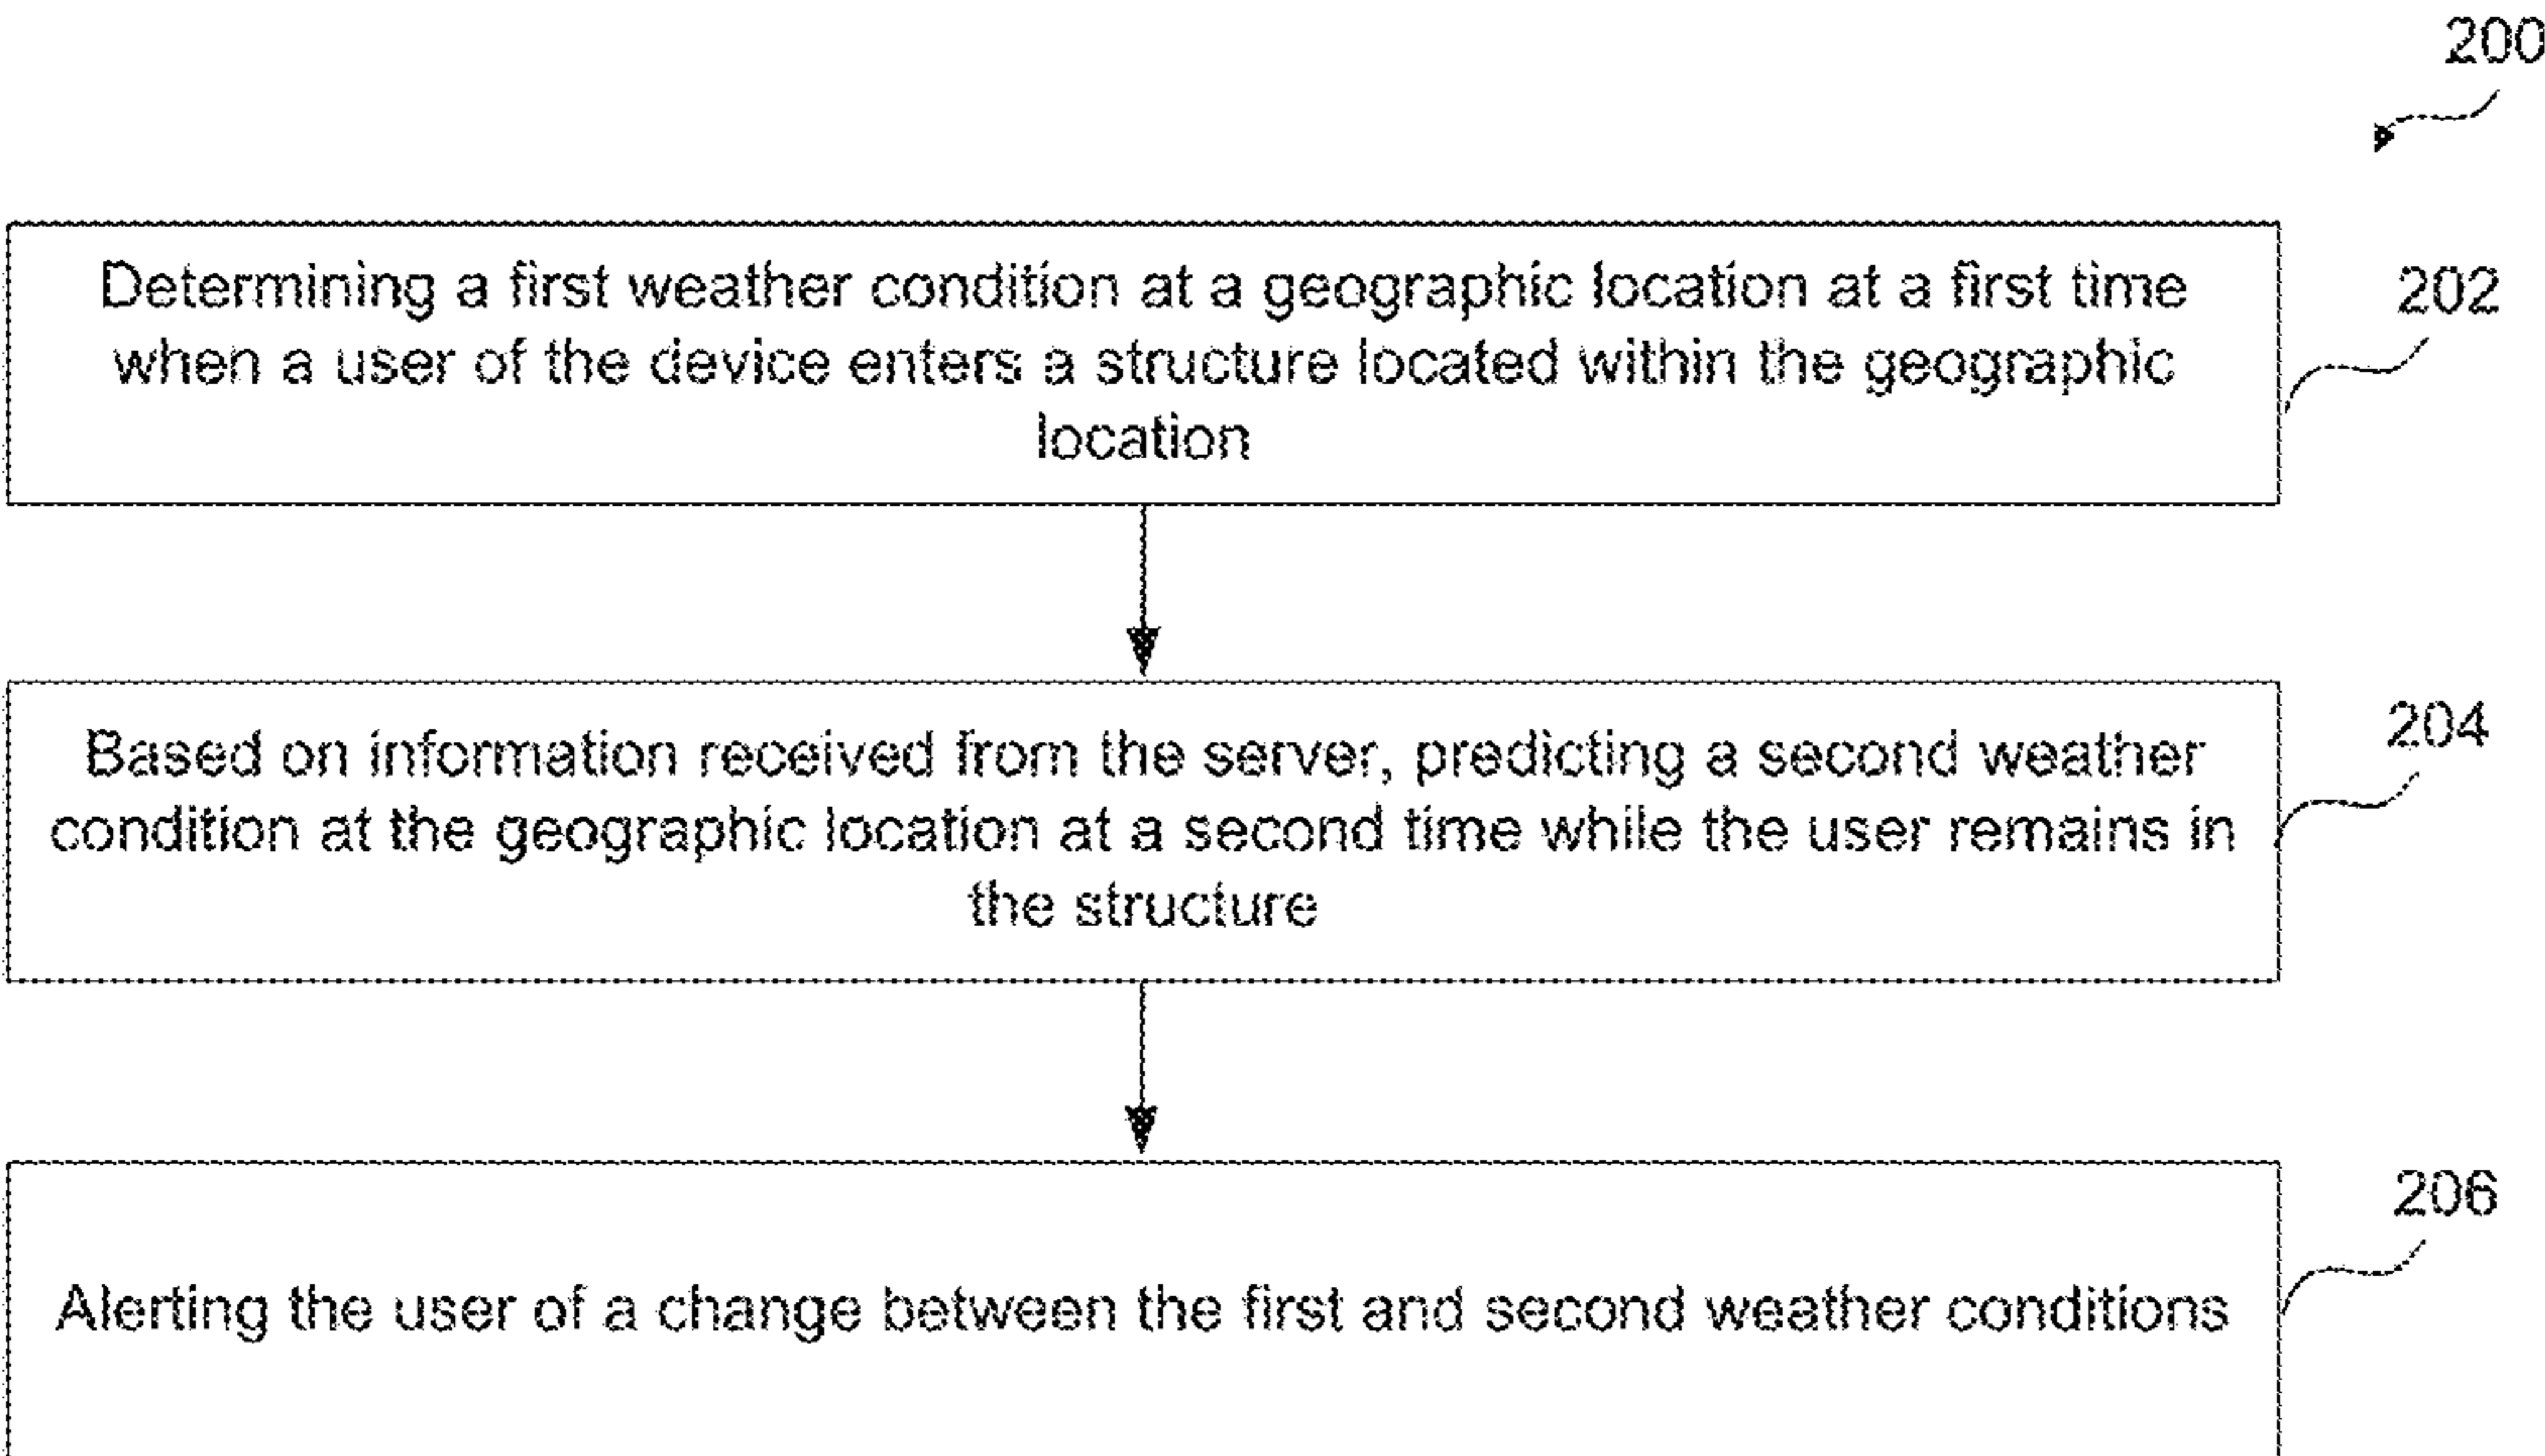 200
Determining a first weather condition at a geographic location at a first time
202
when a user of the device enters a structure located within the geographic
location
204
Based on information received from the server, predicting a second weather
condition at the geographic location at a second time while the user remains in
the structure
206
Alerting the user of a change between the first and second weather conditions